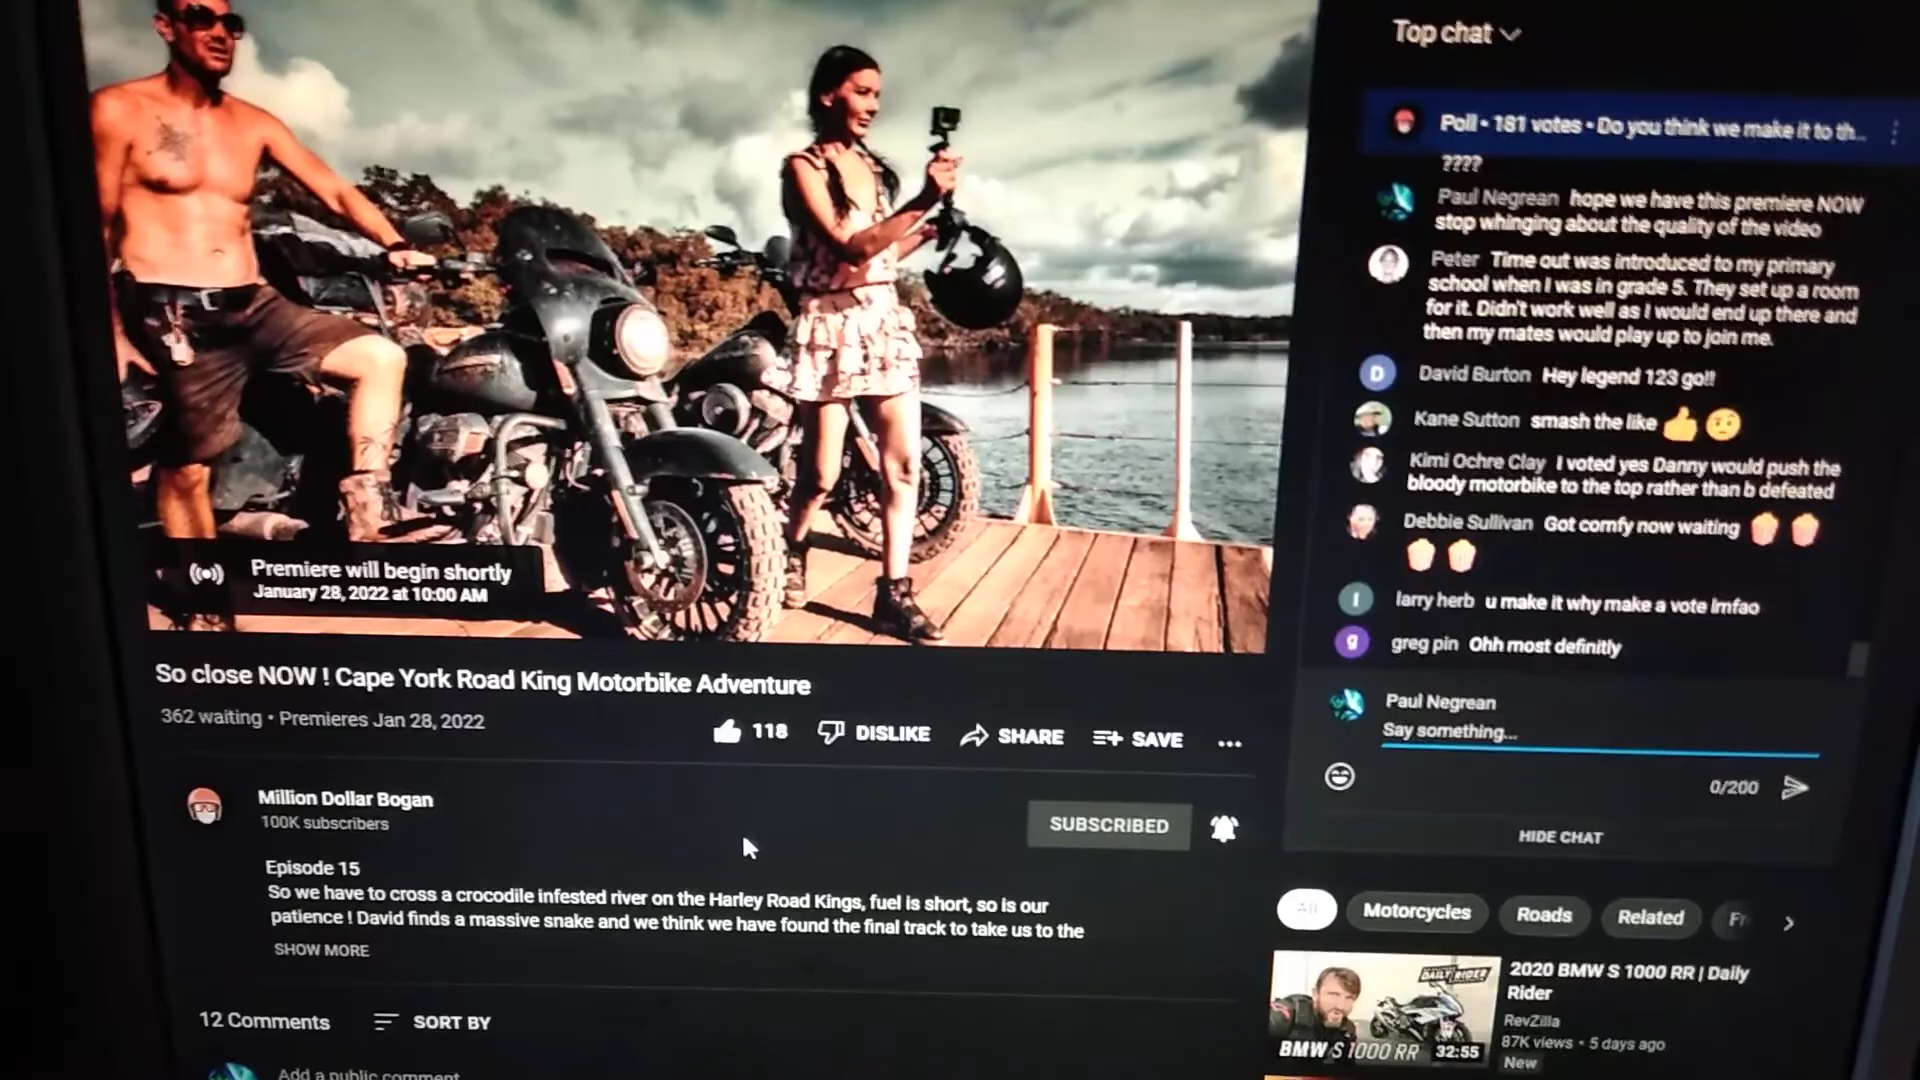 Premiere will begin shortly
January 28, 2022 at 10:00 AM
So close NOW ! Cape York Road King Motorbike Adventure
362 waiting • Premieres Jan 28, 2022
118
DISLIKE
SHARE
SAVE
Million Dollar Bogan
100K subscribers
SUBSCRIBED
Episode 15
So we have to cross a crocodile infested river on the Harley Road Kings, fuel is short, so is our
patience ! David finds a massive snake and we think we have found the final track to take us to the
SHOW MORE
12 Comments
SORT BY
Add a public comment
Top chat
Poll • 181 votes • Do you think we make it to th...
????
Paul Negrean hope we have this premiere NOW
stop whinging about the quality of the video
Peter Time out was introduced to my primary
school when I was in grade 5. They set up a room
for it. Didn't work well as I would end up there and
then my mates would play up to join me.
D
David Burton Hey legend 123 go!!
Kane Sutton smash the like
Kimi Ochre Clay I voted yes Danny would push the
bloody motorbike to the top rather than b defeated
Debbie Sullivan Got comfy now waiting
l
larry herb u make it why make a vote lmfao
g
greg pin Ohh most definitly
Paul Negrean
Say something...
0/200
HIDE CHAT
All
Motorcycles
Roads
Related
Fr
DAILY RIDER
BMW S 1000 RR
32:55
2020 BMW S 1000 RR | Daily
Rider
RevZilla
87K views • 5 days ago
New